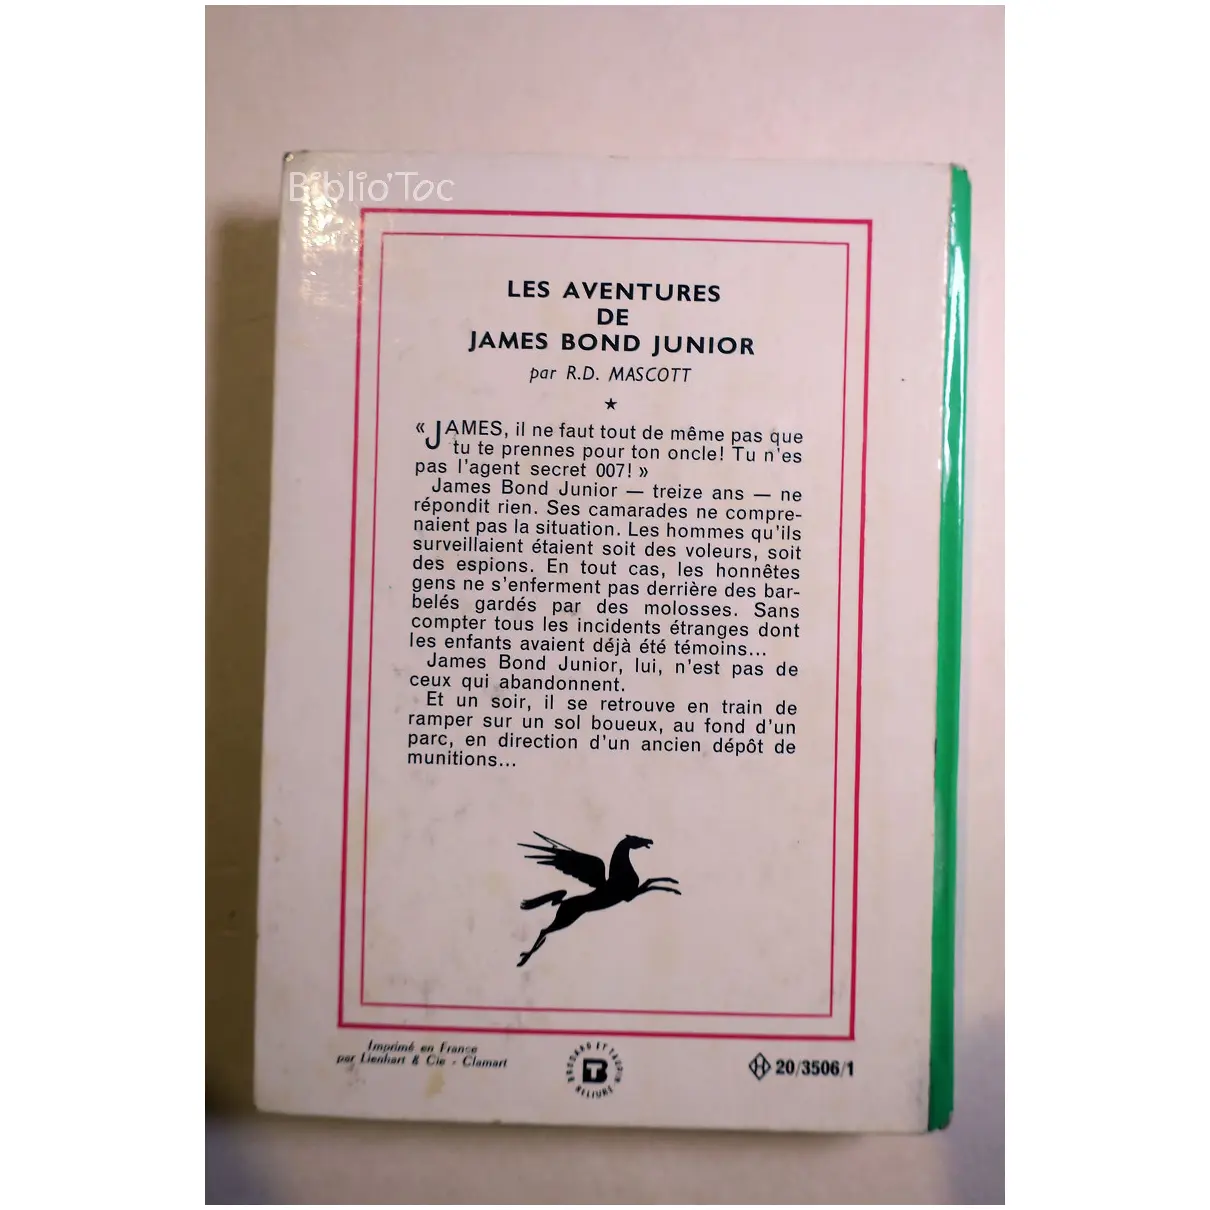 Biblio'Toc
LES AVENTURES
DE
JAMES BOND JUNIOR
par R.D. MASCOTT
« JAMES, il ne faut tout de même pas que
tu te prennes pour ton oncle! Tu n'es
pas l'agent secret 007! »
James Bond Junior — treize ans — ne
répondit rien. Ses camarades ne compre-
naient pas la situation. Les hommes qu'ils
surveillaient étaient soit des voleurs, soit
des espions. En tout cas, les honnêtes
gens ne s'enferment pas derrière des bar-
belés gardés par des molosses. Sans
compter tous les incidents étranges dont
les enfants avaient déjà été témoins...
James Bond Junior, lui, n'est pas de
ceux qui abandonnent.
Et un soir, il se retrouve en train de
ramper sur un sol boueux, au fond d'un
parc, en direction d'un ancien dépôt de
munitions...
Imprimé en France
par Lienhart & Cie - Clamart
BRODARD ET TAUPIN
RELIURE
H 20/3506/1